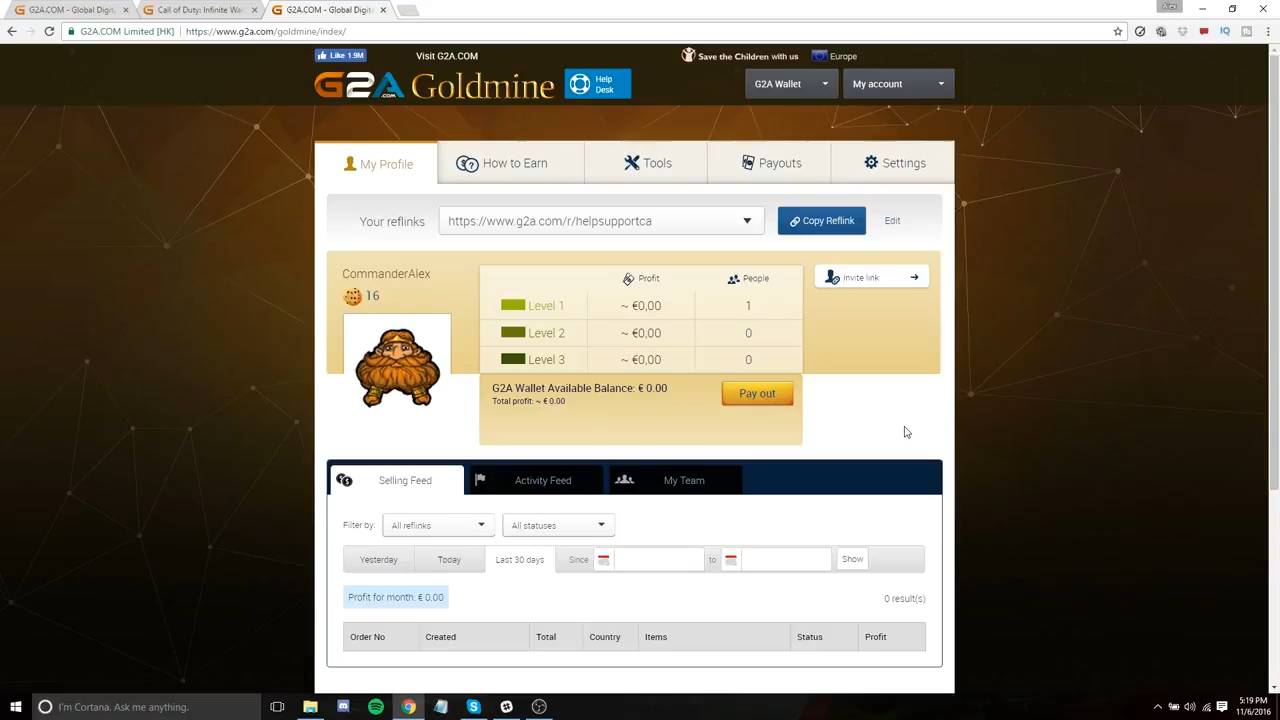 G2A.COM - Global Digit
Call of Duty: Infinite Wa
G2A.COM - Global Digit
Alex
G2A.COM Limited [HK]
https://www.g2a.com/goldmine/index/
Like 1.9M
Visit G2A.COM
Save the Children with us
Europe
G2A.COM Goldmine
Help
Desk
G2A Wallet
My account
My Profile
How to Earn
Tools
Payouts
Settings
Your reflinks
https://www.g2a.com/r/helpsupportca
Copy Reflink
Edit
CommanderAlex
16
Profit
People
Invite link
Level 1
~ €0,00
1
Level 2
~ €0,00
0
Level 3
~ €0,00
0
G2A Wallet Available Balance: € 0.00
Total profit: ~ € 0.00
Pay out
Selling Feed
Activity Feed
My Team
Filter by:
All reflinks
All statuses
Yesterday
Today
Last 30 days
Since
to
Show
Profit for month: € 0.00
0 result(s)
Order No
Created
Total
Country
Items
Status
Profit
I'm Cortana. Ask me anything.
5:19 PM
11/6/2016